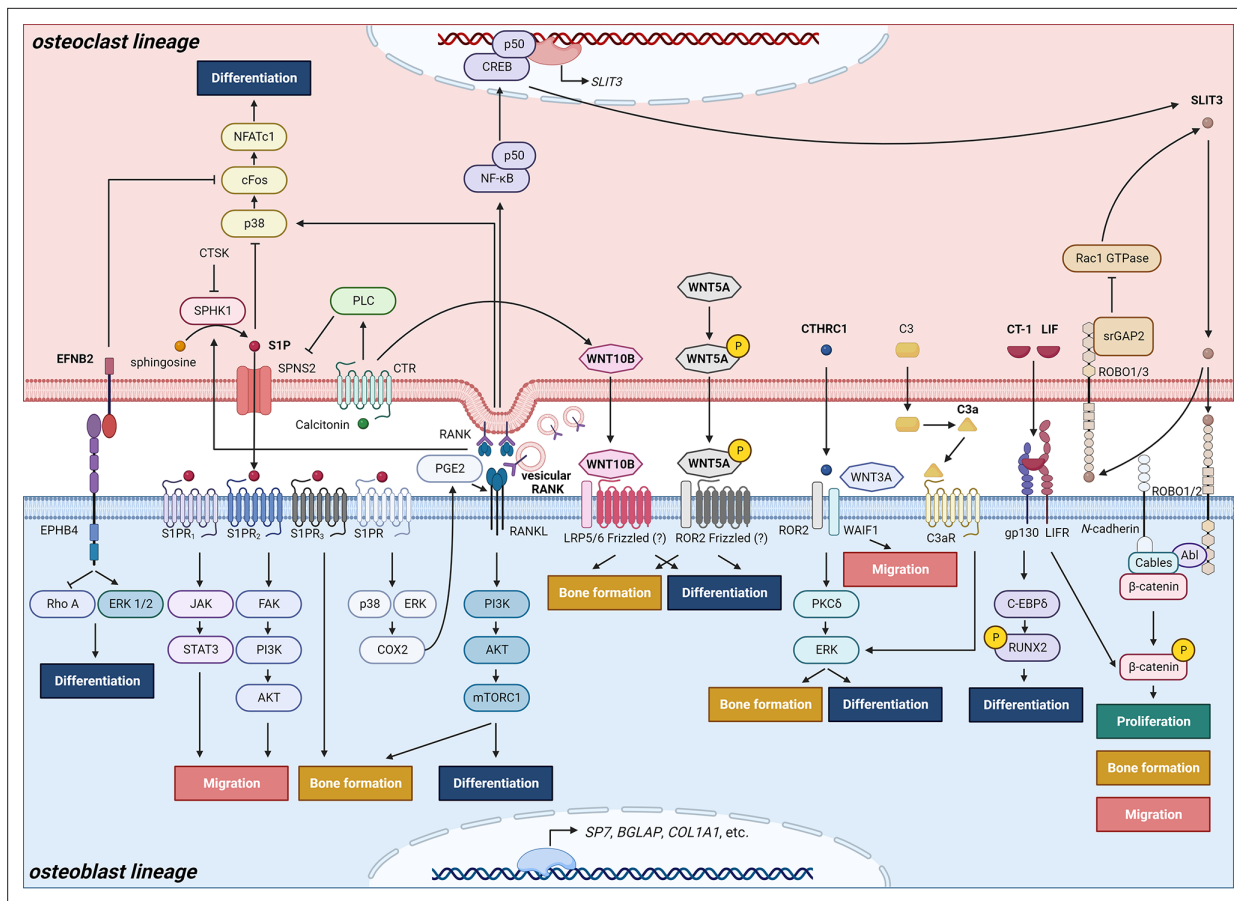 osteoclast lineage
p50
CREB
SLIT3
Differentiation
SLIT3
NFATc1
p50
cFos
NF-κB
p38
CTSK
Rac1 GTPase
WNT5A
PLC
SPHK1
CTHRC1
C3
CT-1 LIF
srGAP2
S1P
P
EFNB2
sphingosine
SPNS2
CTR
WNT10B
WNT5A
ROBO1/3
C3a
Calcitonin
RANK
P
PGE2
vesicular
RANK
WNT10B
WNT5A
WNT3A
ROBO1/2
EPHB4
S1PR1
S1PR2
S1PR3
S1PR
RANKL
LRP5/6 Frizzled (?)
ROR2 Frizzled (?)
ROR2
WAIF1
C3aR
gp130
LIFR
N-cadherin
Abl
Cables
Migration
β-catenin
Bone formation
Differentiation
Rho A
ERK 1/2
JAK
FAK
p38
ERK
PI3K
PKCδ
C-EBPδ
P
STAT3
PI3K
COX2
AKT
ERK
RUNX2
P
β-catenin
Differentiation
AKT
mTORC1
Bone formation
Differentiation
Differentiation
Proliferation
Migration
Bone formation
Differentiation
Bone formation
Migration
SP7, BGLAP, COL1A1, etc.
osteoblast lineage